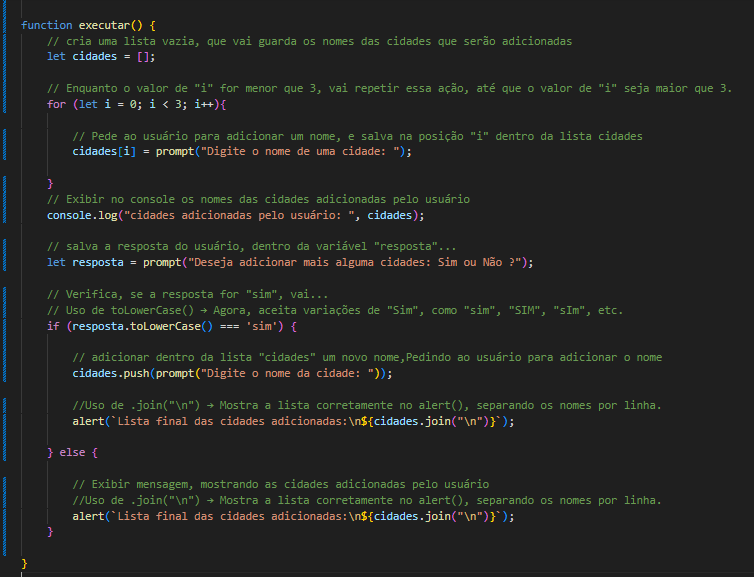 function executar() {
// cria uma lista vazia, que vai guarda os nomes das cidades que serão adicionadas
let cidades = [];
// Enquanto o valor de "i" for menor que 3, vai repetir essa ação, até que o valor de "i" seja maior que 3.
for (let i = 0; i < 3; i++){
// Pede ao usuário para adicionar um nome, e salva na posição "i" dentro da lista cidades
cidades[i] = prompt("Digite o nome de uma cidade: ");
}
// Exibir no console os nomes das cidades adicionadas pelo usuário
console.log("cidades adicionadas pelo usuário: ", cidades);
// salva a resposta do usuário, dentro da variável "resposta"...
let resposta = prompt("Deseja adicionar mais alguma cidades: Sim ou Não ?");
// Verifica, se a resposta for "sim", vai...
// Uso de toLowerCase() → Agora, aceita variações de "Sim", como "sim", "SIM", "sIm", etc.
if (resposta.toLowerCase() === 'sim') {
// adicionar dentro da lista "cidades" um novo nome,Pedindo ao usuário para adicionar o nome
cidades.push(prompt("Digite o nome da cidade: "));
//Uso de .join("\n") → Mostra a lista corretamente no alert(), separando os nomes por linha.
alert(`Lista final das cidades adicionadas:\n${cidades.join("\n")}`);
} else {
// Exibir mensagem, mostrando as cidades adicionadas pelo usuário
//Uso de .join("\n") → Mostra a lista corretamente no alert(), separando os nomes por linha.
alert(`Lista final das cidades adicionadas:\n${cidades.join("\n")}`);
}
}